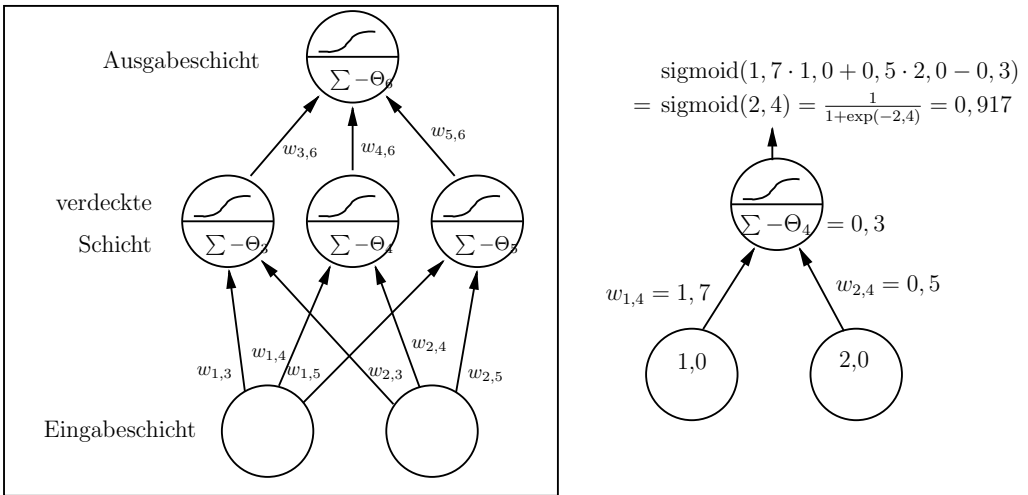 Ausgabeschicht
∑ −Θ₆
w₃,₆
w₄,₆
w₅,₆
verdeckte
Schicht
∑ −Θ₃
∑ −Θ₄
∑ −Θ₅
w₁,₃
w₁,₄
w₁,₅
w₂,₃
w₂,₄
w₂,₅
Eingabeschicht
sigmoid(1, 7 · 1, 0 + 0, 5 · 2, 0 − 0, 3)
= sigmoid(2, 4) = 1/(1+exp(−2,4)) = 0, 917
∑ −Θ₄ = 0, 3
w₁,₄ = 1, 7
w₂,₄ = 0, 5
1,0
2,0